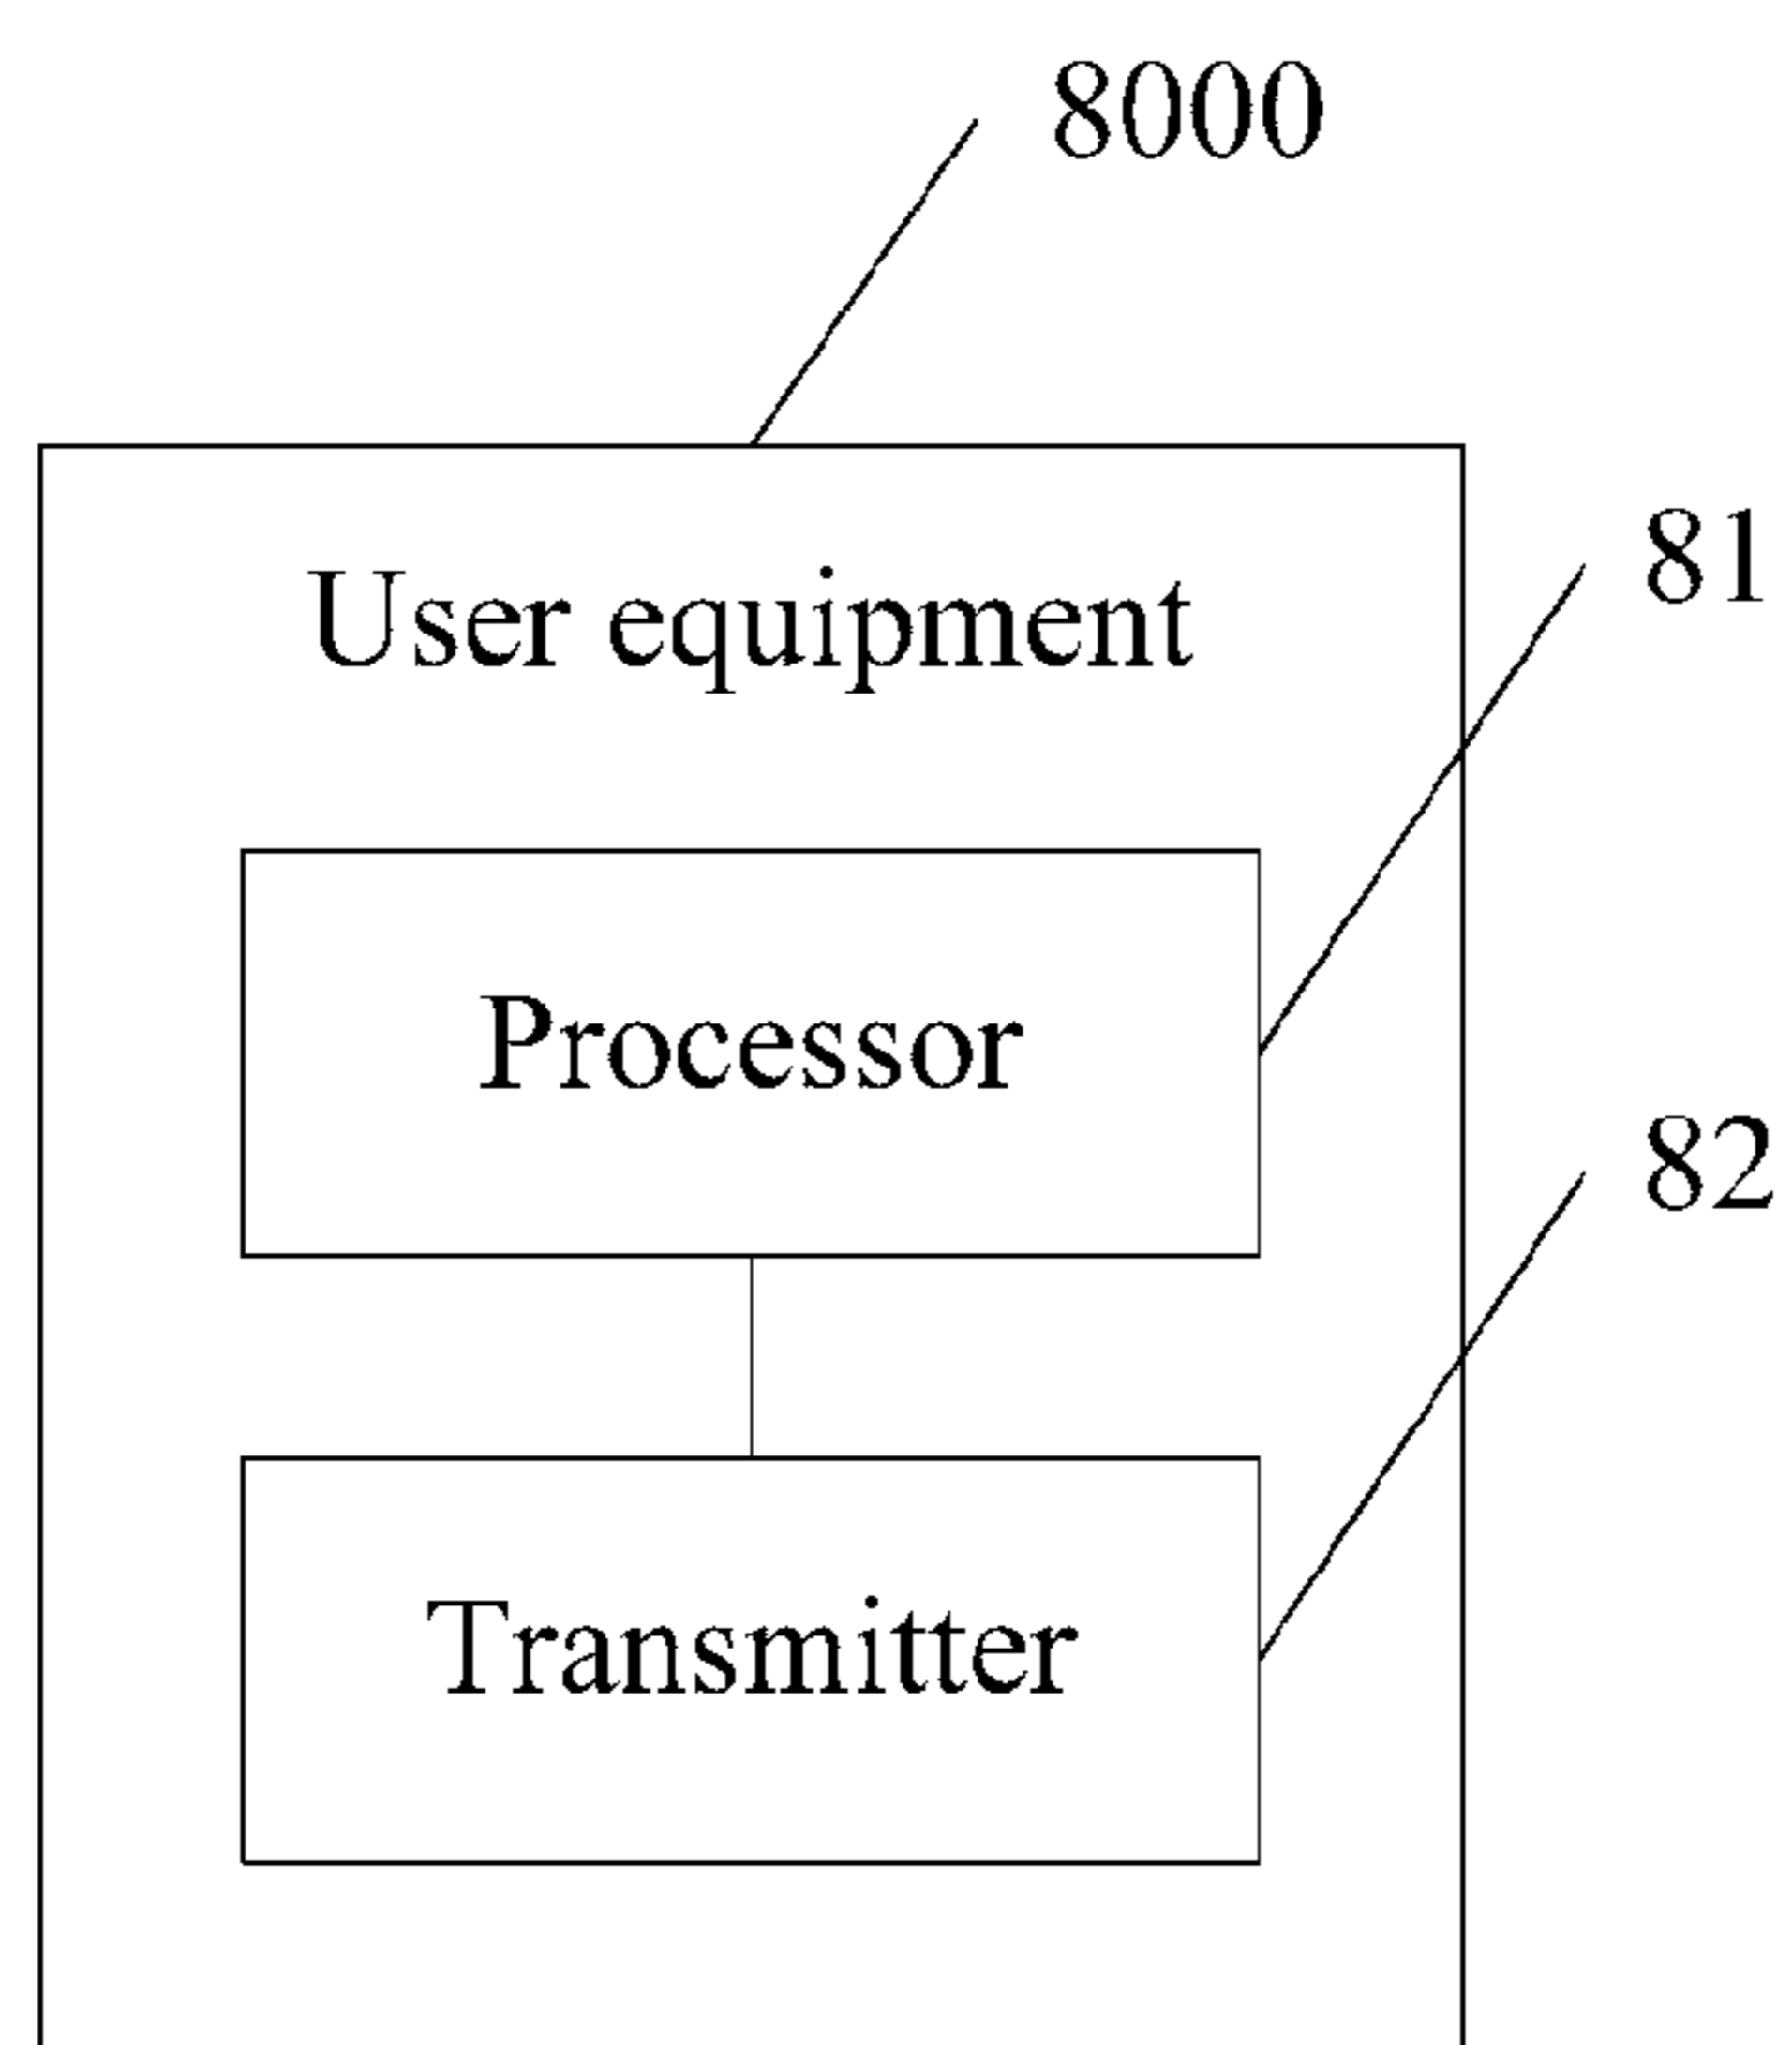 8000
User equipment
81
Processor
82
Transmitter